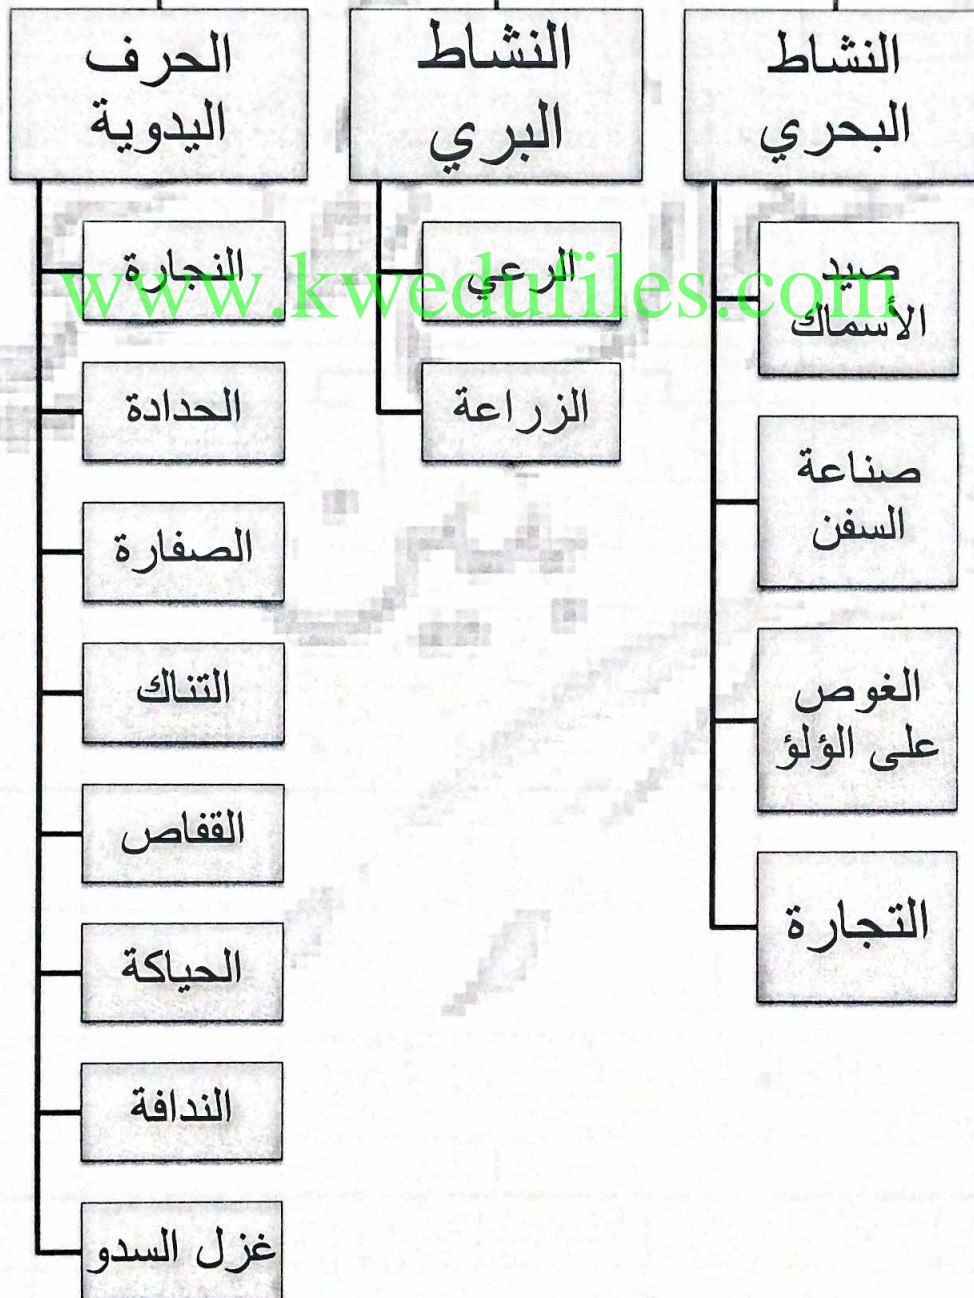 النشاط
البحري
صيد
الأسماك
صناعة
السفن
الغوص
على الؤلؤ
التجارة
النشاط
البري
الرعي
الزراعة
الحرف
اليدوية
النجارة
الحدادة
الصفارة
التناك
القفاص
الحياكة
الندافة
غزل السدو
www.kwedufiles.com